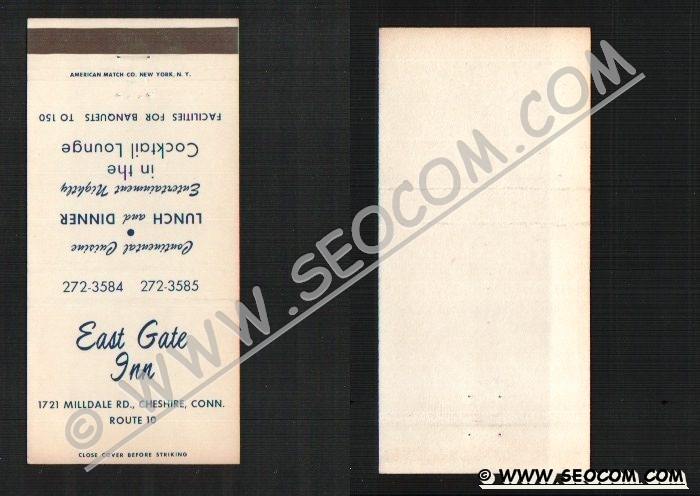 AMERICAN MATCH CO. NEW YORK, N. Y.
FACILITIES FOR BANQUETS TO 150
Cocktail Lounge
in the
Entertainment Nightly
LUNCH and DINNER
Continental Cuisine
272-3584 272-3585
East Gate
Inn
1721 MILLDALE RD., CHESHIRE, CONN.
ROUTE 10
CLOSE COVER BEFORE STRIKING
© WWW.SEOCOM.COM
© WWW.SEOCOM.COM